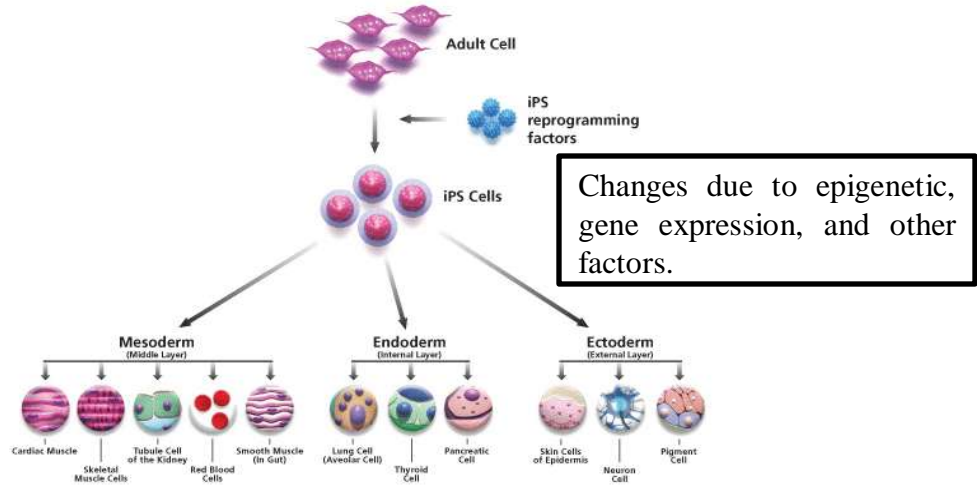 Adult Cell
iPS
reprogramming
factors
iPS Cells
Changes due to epigenetic,
gene expression, and other
factors.
Mesoderm
(Middle Layer)
Endoderm
(Internal Layer)
Ectoderm
(External Layer)
Cardiac Muscle
Skeletal
Muscle Cells
Tubule Cell
of the Kidney
Red Blood
Cells
Smooth Muscle
(In Gut)
Lung Cell
(Aveolar Cell)
Thyroid
Cell
Pancreatic
Cell
Skin Cells
of Epidermis
Neuron
Cell
Pigment
Cell